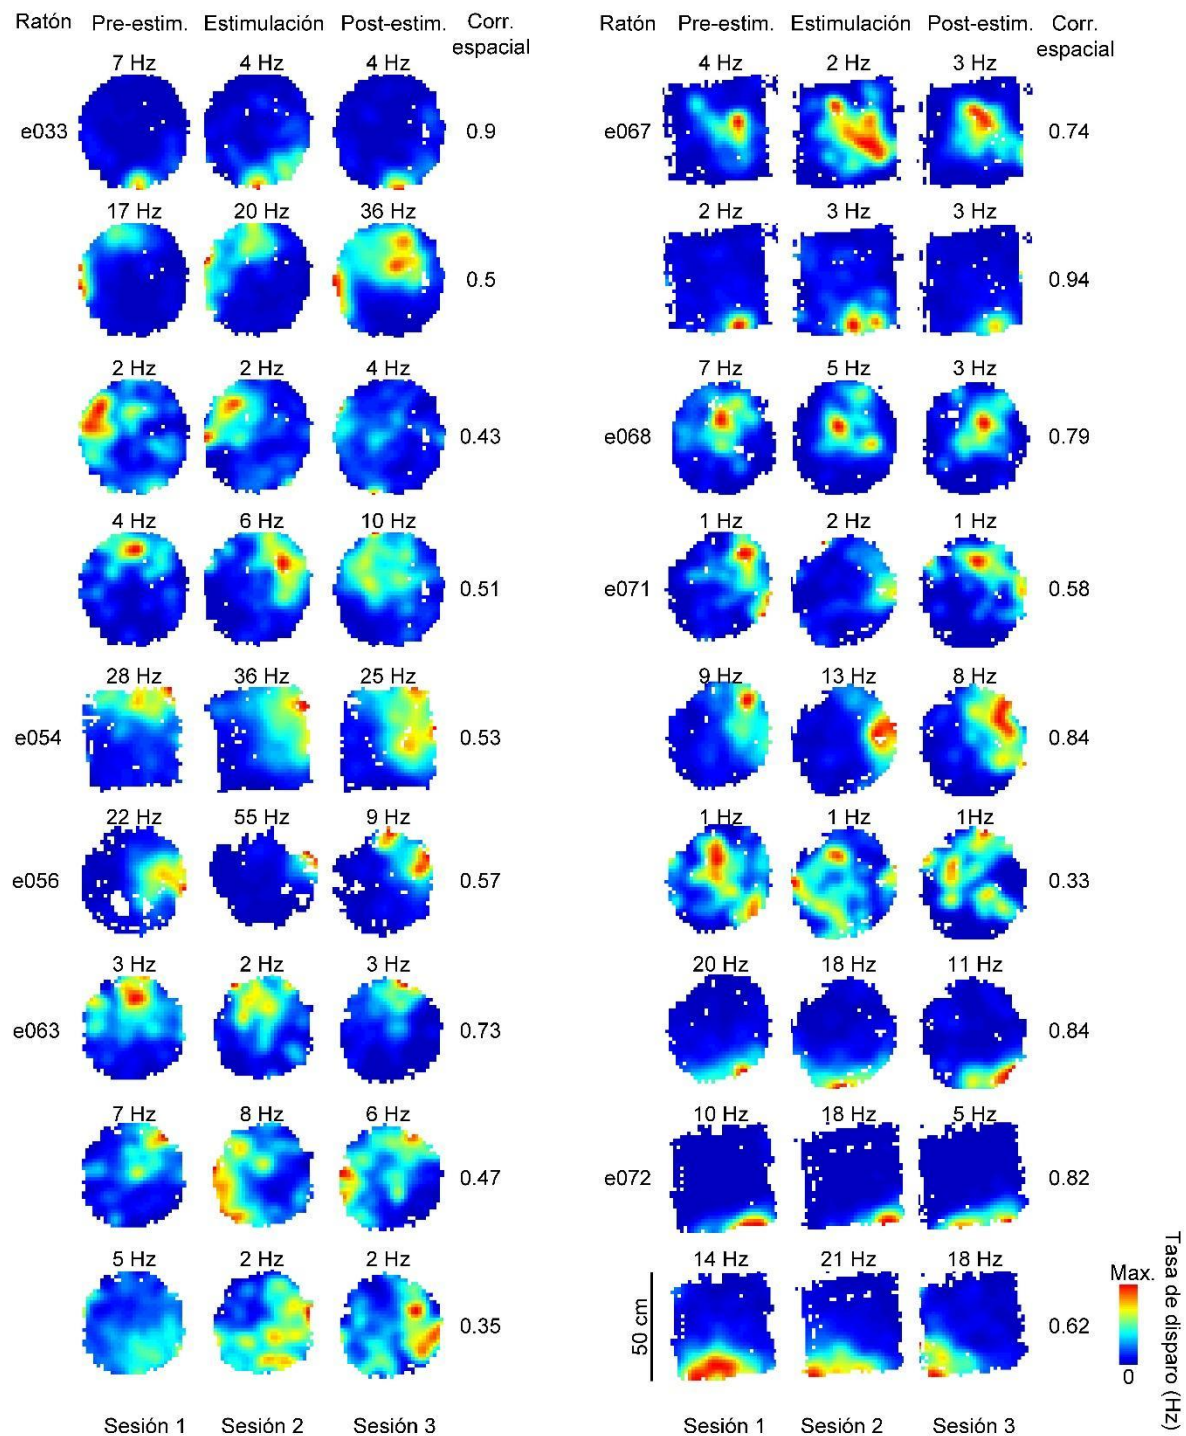 Ratón Pre-estim. Estimulación Post-estim. Corr. espacial
7 Hz 4 Hz 4 Hz
e033 0.9
17 Hz 20 Hz 36 Hz
0.5
2 Hz 2 Hz 4 Hz
0.43
4 Hz 6 Hz 10 Hz
0.51
28 Hz 36 Hz 25 Hz
e054 0.53
22 Hz 55 Hz 9 Hz
e056 0.57
3 Hz 2 Hz 3 Hz
e063 0.73
7 Hz 8 Hz 6 Hz
0.47
5 Hz 2 Hz 2 Hz
0.35
Sesión 1 Sesión 2 Sesión 3
Ratón Pre-estim. Estimulación Post-estim. Corr. espacial
4 Hz 2 Hz 3 Hz
e067 0.74
2 Hz 3 Hz 3 Hz
0.94
7 Hz 5 Hz 3 Hz
e068 0.79
1 Hz 2 Hz 1 Hz
e071 0.58
9 Hz 13 Hz 8 Hz
0.84
1 Hz 1 Hz 1Hz
0.33
20 Hz 18 Hz 11 Hz
0.84
10 Hz 18 Hz 5 Hz
e072 0.82
14 Hz 21 Hz 18 Hz
50 cm 0.62
Sesión 1 Sesión 2 Sesión 3
Max.
0
Tasa de disparo (Hz)